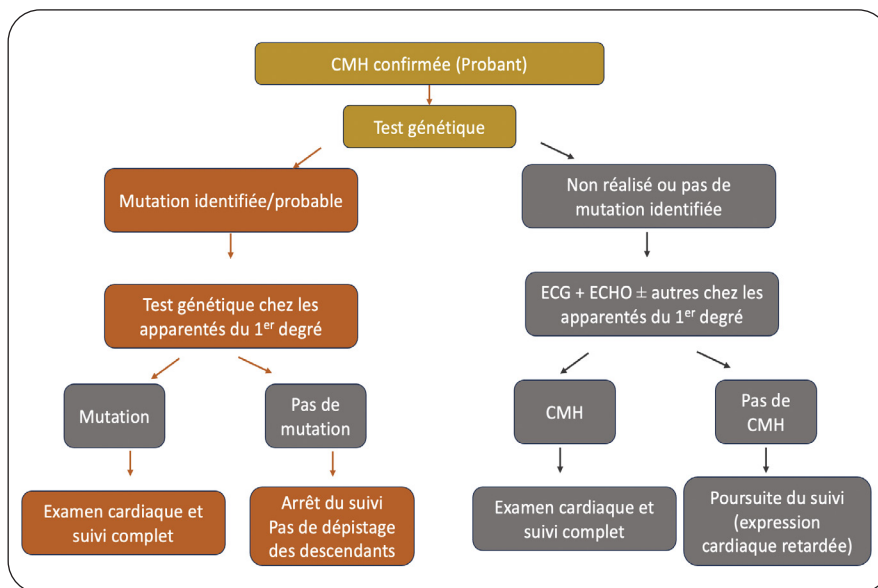 CMH confirmée (Probant)
Test génétique
Mutation identifiée/probable
Non réalisé ou pas de
mutation identifiée
Test génétique chez les
apparentés du 1er degré
ECG + ECHO ± autres chez les
apparentés du 1er degré
Mutation
Pas de
mutation
CMH
Pas de
CMH
Examen cardiaque et
suivi complet
Arrêt du suivi
Pas de dépistage
des descendants
Examen cardiaque et
suivi complet
Poursuite du suivi
(expression
cardiaque retardée)